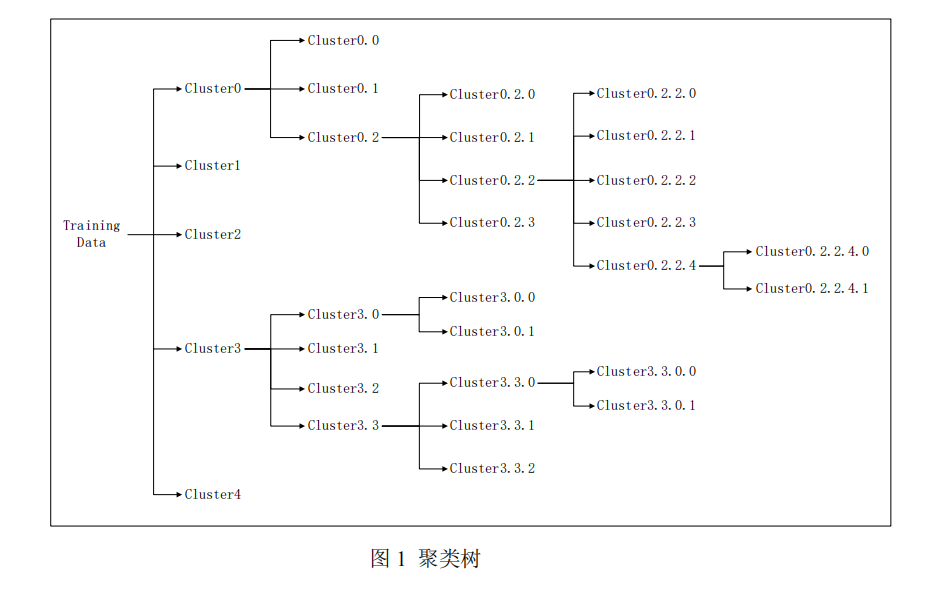 Training
Data
Cluster0
Cluster1
Cluster2
Cluster3
Cluster4
Cluster0.0
Cluster0.1
Cluster0.2
Cluster3.0
Cluster3.1
Cluster3.2
Cluster3.3
Cluster0.2.0
Cluster0.2.1
Cluster0.2.2
Cluster0.2.3
Cluster3.0.0
Cluster3.0.1
Cluster3.3.0
Cluster3.3.1
Cluster3.3.2
Cluster0.2.2.0
Cluster0.2.2.1
Cluster0.2.2.2
Cluster0.2.2.3
Cluster0.2.2.4
Cluster3.3.0.0
Cluster3.3.0.1
Cluster0.2.2.4.0
Cluster0.2.2.4.1
图 1 聚类树